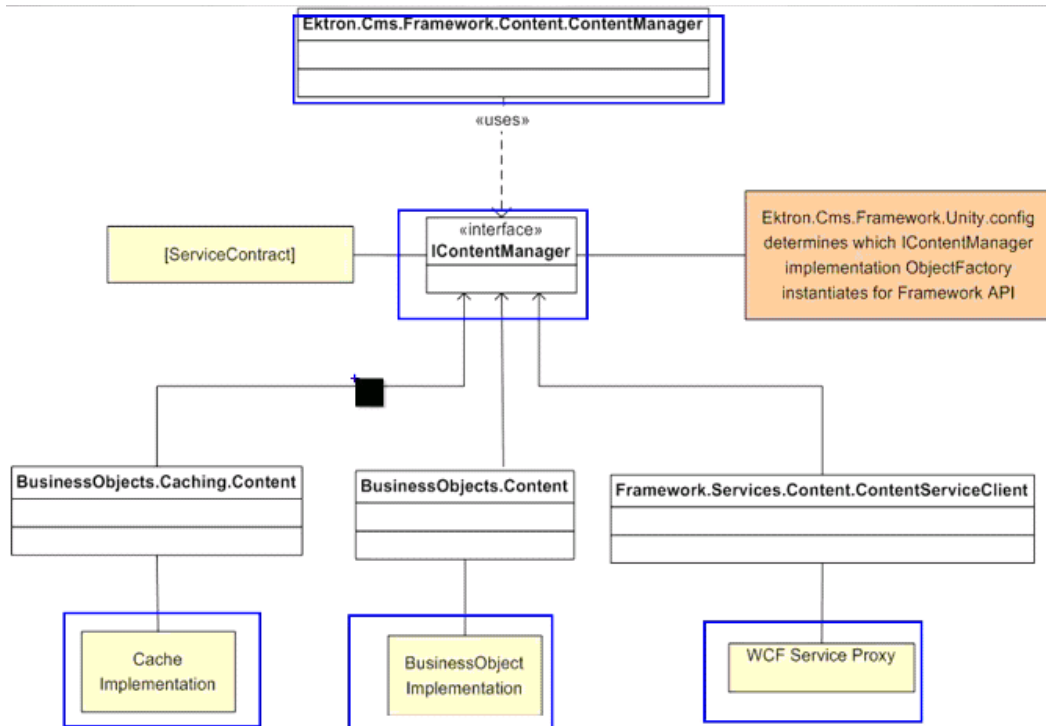 Ektron.Cms.Framework.Content.ContentManager
«uses»
«interface»
IContentManager
[ServiceContract]
Ektron.Cms.Framework.Unity.config
determines which IContentManager
implementation ObjectFactory
instantiates for Framework API
BusinessObjects.Caching.Content
BusinessObjects.Content
Framework.Services.Content.ContentServiceClient
Cache
Implementation
BusinessObject
Implementation
WCF Service Proxy